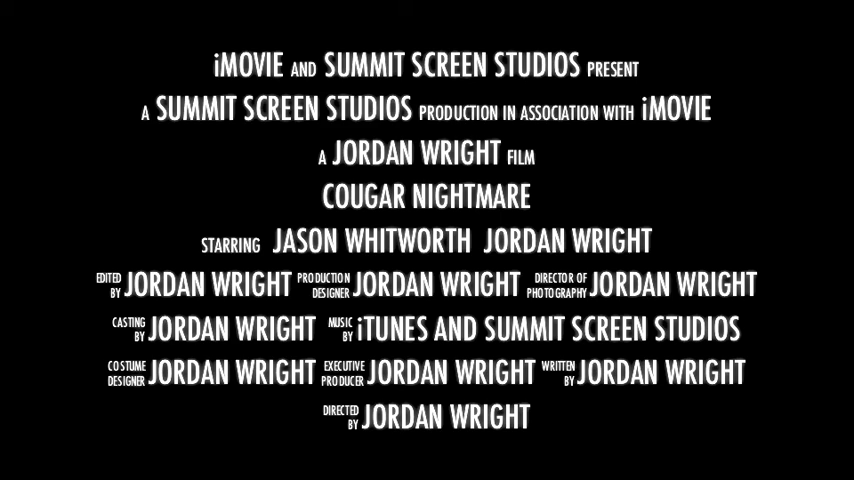 iMOVIE AND SUMMIT SCREEN STUDIOS PRESENT
A SUMMIT SCREEN STUDIOS PRODUCTION IN ASSOCIATION WITH iMOVIE
A JORDAN WRIGHT FILM
COUGAR NIGHTMARE
STARRING JASON WHITWORTH JORDAN WRIGHT
EDITED BY JORDAN WRIGHT PRODUCTION DESIGNER JORDAN WRIGHT DIRECTOR OF PHOTOGRAPHY JORDAN WRIGHT
CASTING BY JORDAN WRIGHT MUSIC BY iTUNES AND SUMMIT SCREEN STUDIOS
COSTUME DESIGNER JORDAN WRIGHT EXECUTIVE PRODUCER JORDAN WRIGHT WRITTEN BY JORDAN WRIGHT
DIRECTED BY JORDAN WRIGHT